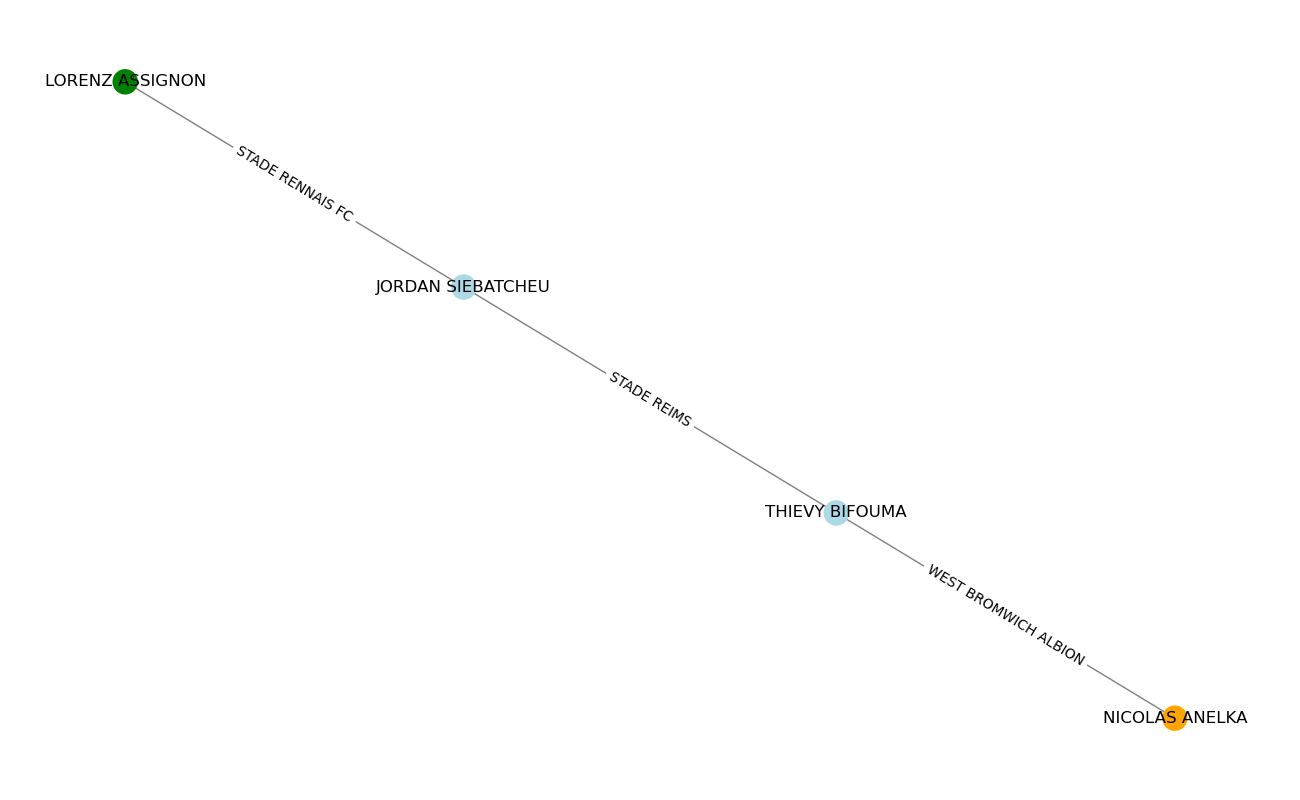 LORENZ ASSIGNON
STADE RENNAIS FC
JORDAN SIEBATCHEU
STADE REIMS
THIEVY BIFOUMA
WEST BROMWICH ALBION
NICOLAS ANELKA